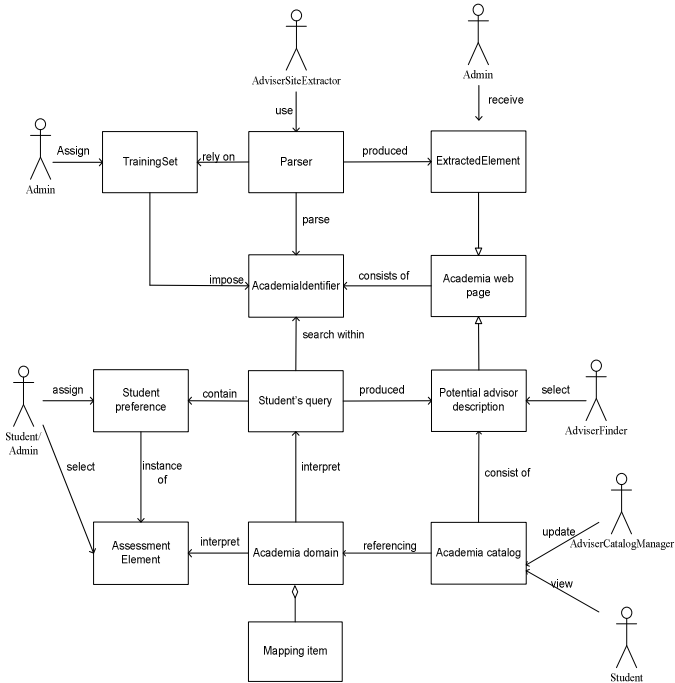 AdviserSiteExtractor
Admin
use
receive
Assign
Admin
TrainingSet
rely on
Parser
produced
ExtractedElement
parse
impose
AcademiaIdentifier
consists of
Academia web
page
search within
Student/
Admin
assign
Student
preference
contain
Student's query
produced
Potential advisor
description
select
AdviserFinder
select
instance
of
interpret
consist of
Assessment
Element
interpret
Academia domain
referencing
Academia catalog
update
AdviserCatalogManager
view
Mapping item
Student